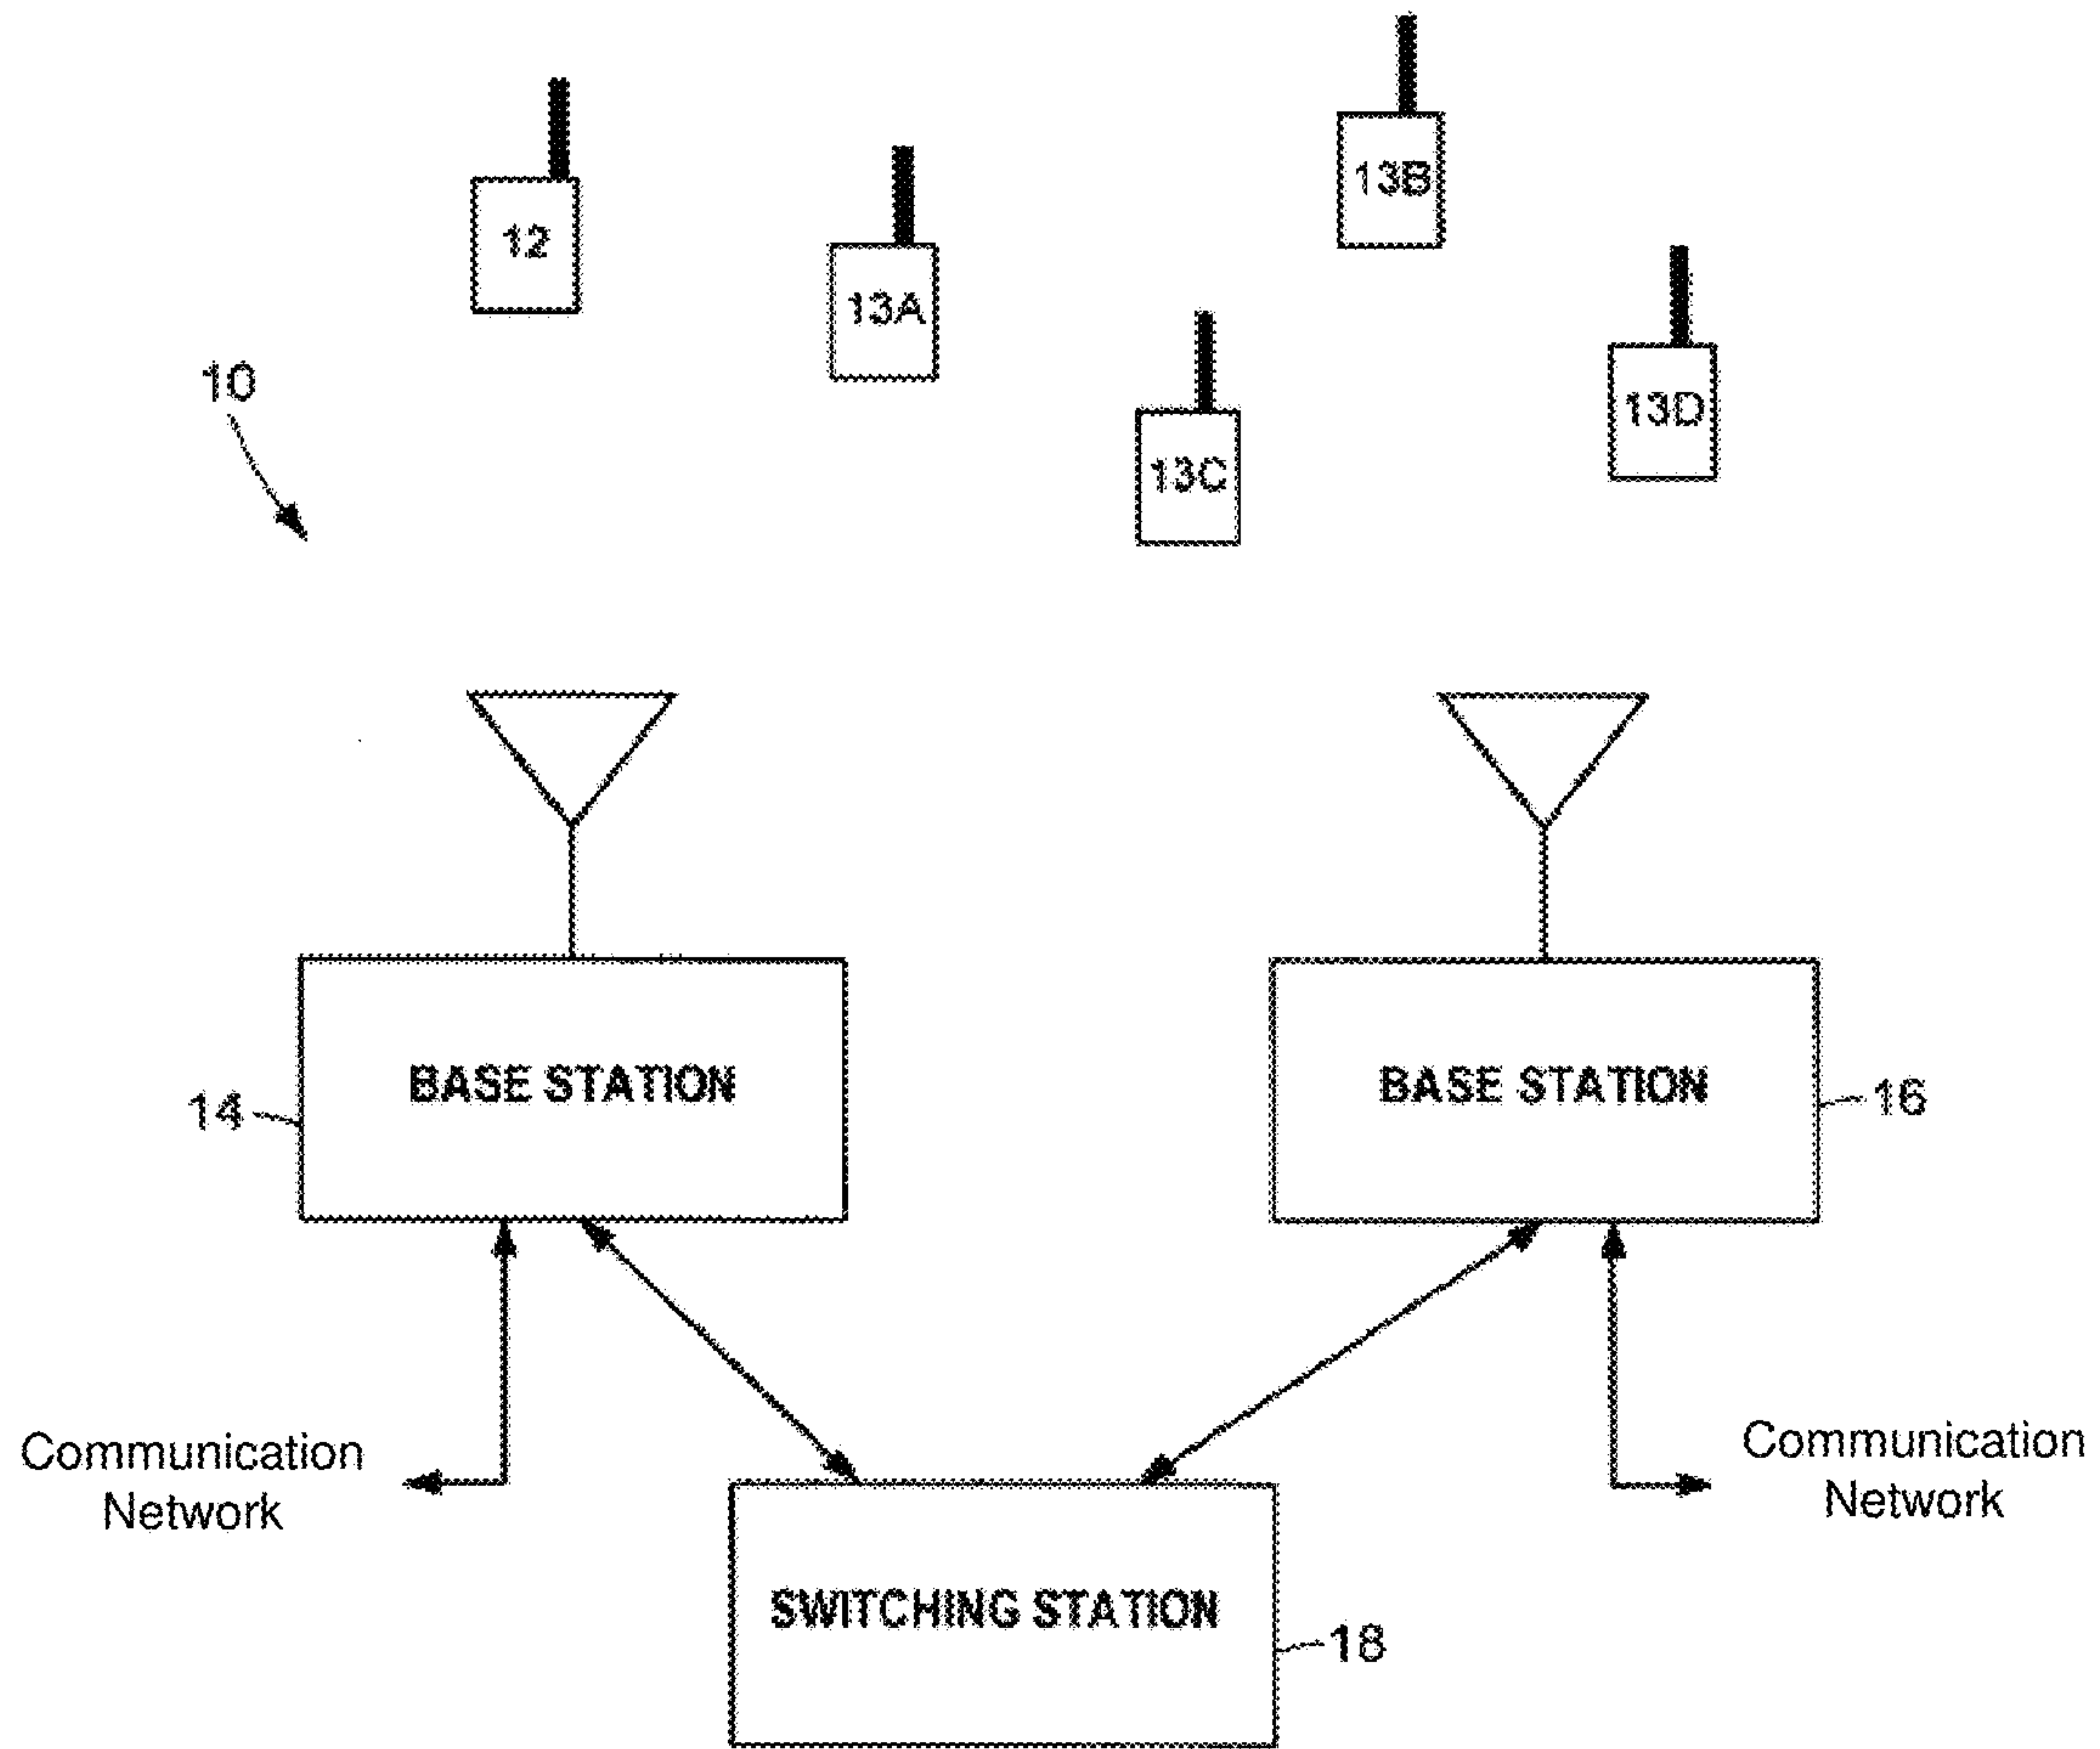 13B
12
13A
10
13D
13C
BASE STATION
BASE STATION
14
16
Communication
Network
Communication
Network
SWITCHING STATION
18